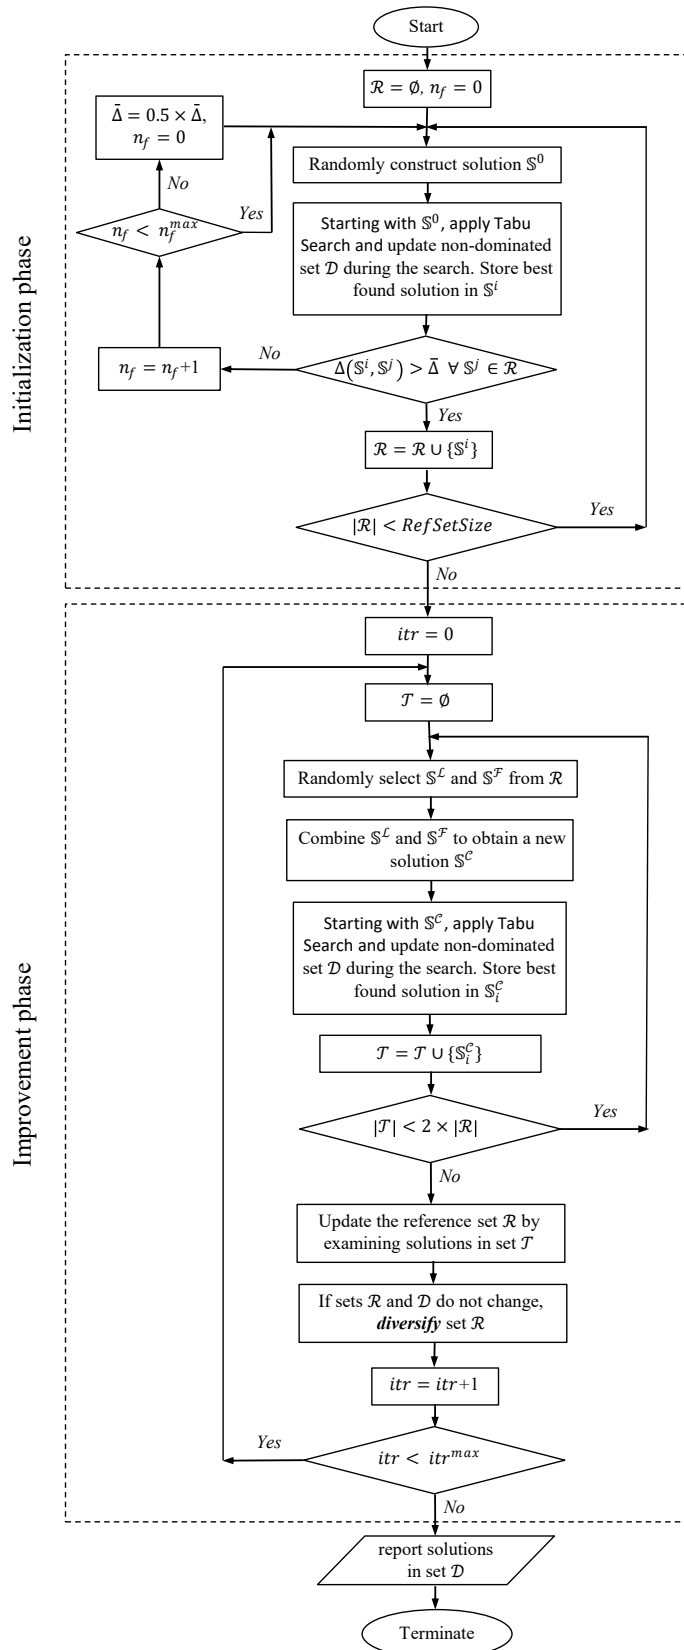 Start
Initialization phase
ℛ = ∅, n_f = 0
Δ̄ = 0.5 × Δ̄,
n_f = 0
Randomly construct solution 𝕊⁰
No
n_f < n_f^max
Yes
Starting with 𝕊⁰, apply Tabu
Search and update non-dominated
set 𝒟 during the search. Store best
found solution in 𝕊^i
n_f = n_f+1
No
Δ(𝕊^i, 𝕊^j) > Δ̄ ∀ 𝕊^j ∈ ℛ
Yes
ℛ = ℛ ∪ {𝕊^i}
|ℛ| < RefSetSize
Yes
No
Improvement phase
itr = 0
𝒯 = ∅
Randomly select 𝕊^ℒ and 𝕊^ℱ from ℛ
Combine 𝕊^ℒ and 𝕊^ℱ to obtain a new
solution 𝕊^𝒞
Starting with 𝕊^𝒞, apply Tabu
Search and update non-dominated
set 𝒟 during the search. Store best
found solution in 𝕊_i^𝒞
𝒯 = 𝒯 ∪ {𝕊_i^𝒞}
|𝒯| < 2 × |ℛ|
Yes
No
Update the reference set ℛ by
examining solutions in set 𝒯
If sets ℛ and 𝒟 do not change,
diversify set ℛ
itr = itr+1
Yes
itr < itr^max
No
report solutions
in set 𝒟
Terminate